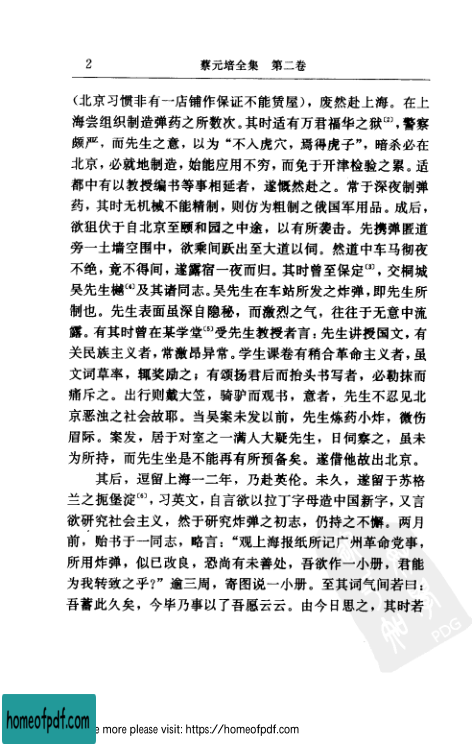 2 蔡元培全集 第二卷
（北京习惯非有一店铺作保证不能赁屋），废然赴上海。在上
海尝组织制造弹药之所数次。其时适有万君福华之狱〔2〕，警察
颇严，而先生之意，以为“不入虎穴，焉得虎子”，暗杀必在
北京，必就地制造，始能应用不穷，而免于开津检验之累。适
都中有以教授编书等事相延者，遂慨然赴之。常于深夜制弹
药，其时无机械不能精制，则仿为粗制之俄国军用品。成后，
欲狙伏于自北京至颐和园之中途，以有所袭击。先携弹匿道
旁一土墙空围中，欲乘间跃出至大道以伺。然道中车马彻夜
不绝，竟不得间，遂露宿一夜而归。其时曾至保定〔3〕，交桐城
吴先生樾〔4〕及其诸同志。吴先生在车站所发之炸弹，即先生所
制也。先生表面虽深自隐秘，而激烈之气，往往于无意中流
露。有其时曾在某学堂〔5〕受先生教授者言：先生讲授国文，有
关民族主义者，常激昂异常。学生课卷有稍合革命主义者，虽
文词草率，辄奖励之；有颂扬君后而抬头书写者，必勒抹而
痛斥之。出行则戴大笠，骑驴而观书，意者，先生不忍见北
京恶浊之社会故耶。当吴案未发以前，先生炼药小炸，微伤
眉际。案发，居于对室之一满人大疑先生，日伺察之，虽未
为所持，而先生坐是不能再有所预备矣。遂借他故出北京。
其后，逗留上海一二年，乃赴英伦。未久，遂留于苏格
兰之扼堡淀〔6〕，习英文，自言欲以拉丁字母造中国新字，又言
欲研究社会主义，然于研究炸弹之初志，仍持之不懈。两月
前，贻书于一同志，略言：“观上海报纸所记广州革命党事，
所用炸弹，似已改良，恐尚有未善处，吾欲作一小册，君能
为我转致之乎？”逾三周，寄图说一小册。至其词气间若曰：
吾蓄此久矣，今毕乃事以了吾愿云云。由今日思之，其时若
PDG
homeofpdf.com
e more please visit: https://homeofpdf.com